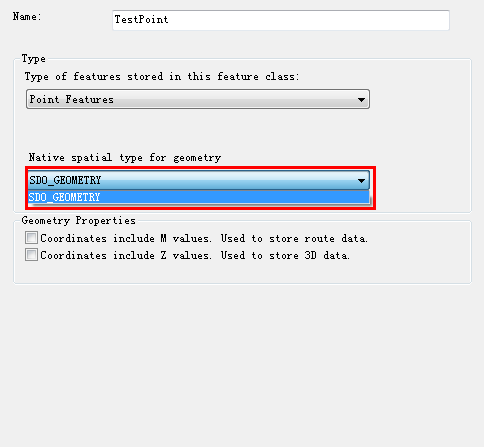 Name:
TestPoint
Type
Type of features stored in this feature class:
Point Features
Native spatial type for geometry
SDO_GEOMETRY
SDO_GEOMETRY
Geometry Properties
Coordinates include M values. Used to store route data.
Coordinates include Z values. Used to store 3D data.